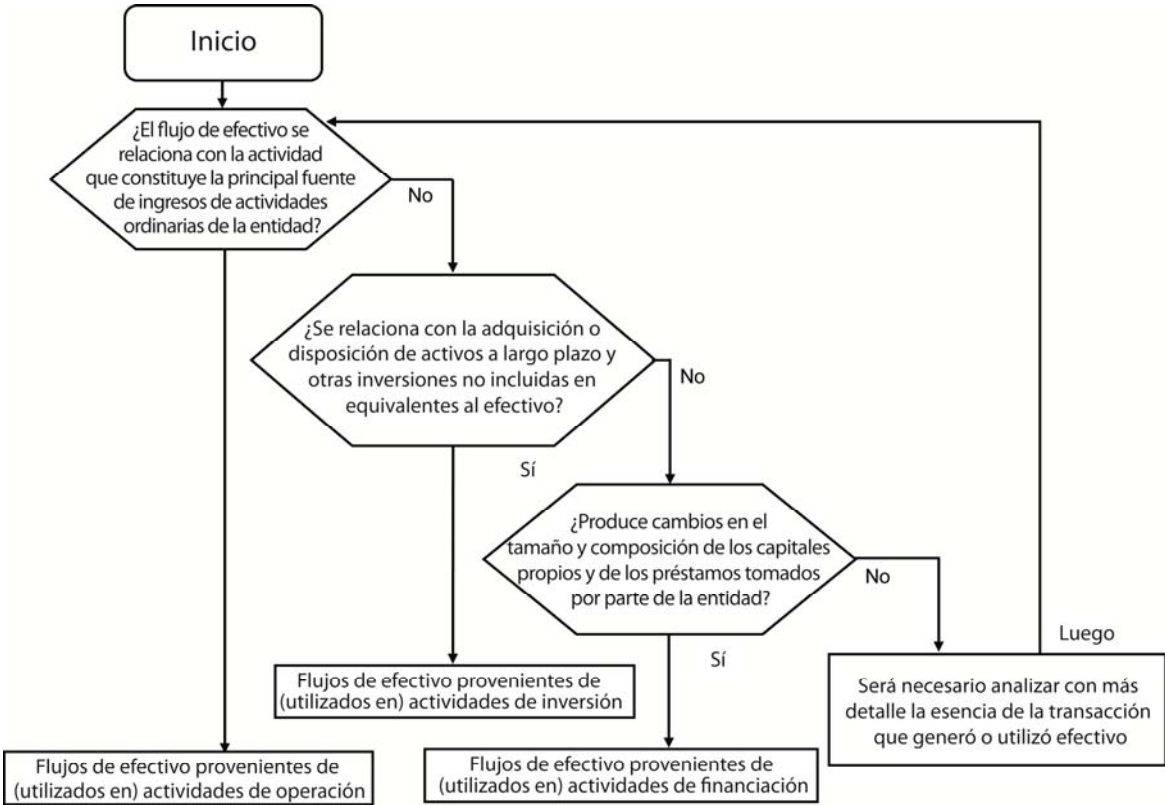 Inicio
¿El flujo de efectivo se
relaciona con la actividad
que constituye la principal fuente
de ingresos de actividades
ordinarias de la entidad?
No
¿Se relaciona con la adquisición o
disposición de activos a largo plazo y
otras inversiones no incluidas en
equivalentes al efectivo?
No
Sí
¿Produce cambios en el
tamaño y composición de los capitales
propios y de los préstamos tomados
por parte de la entidad?
No
Sí
Luego
Será necesario analizar con más
detalle la esencia de la transacción
que generó o utilizó efectivo
Flujos de efectivo provenientes de
(utilizados en) actividades de inversión
Flujos de efectivo provenientes de
(utilizados en) actividades de operación
Flujos de efectivo provenientes de
(utilizados en) actividades de financiación